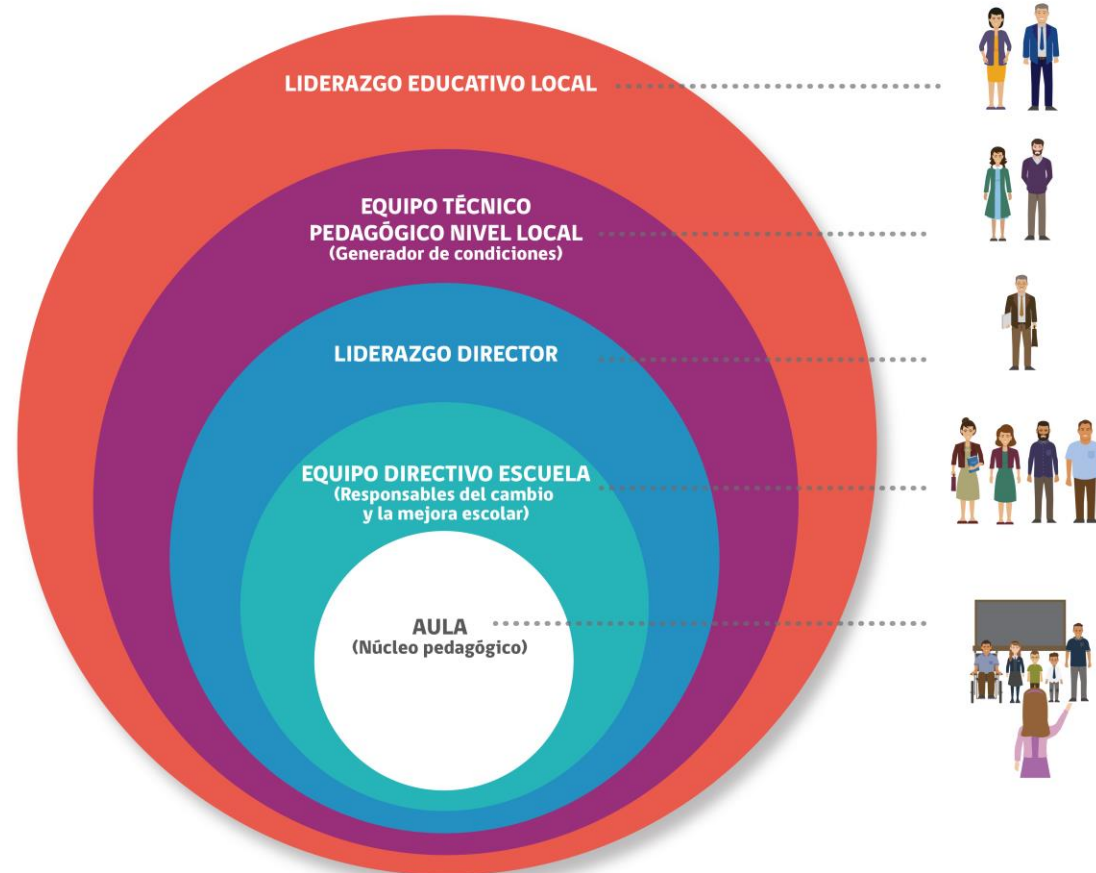 LIDERAZGO EDUCATIVO LOCAL
EQUIPO TÉCNICO
PEDAGÓGICO NIVEL LOCAL
(Generador de condiciones)
LIDERAZGO DIRECTOR
EQUIPO DIRECTIVO ESCUELA
(Responsables del cambio
y la mejora escolar)
AULA
(Núcleo pedagógico)